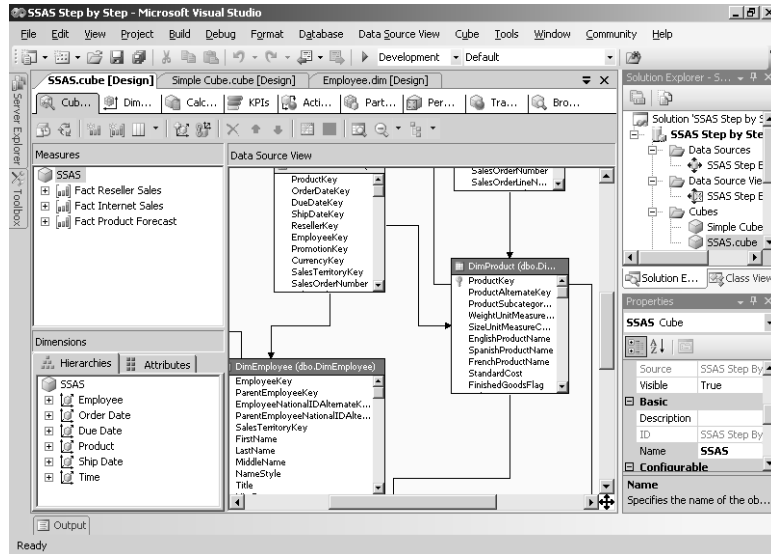 SSAS Step by Step - Microsoft Visual Studio
File Edit View Project Build Debug Format Database Data Source View Cube Tools Window Community Help
Development Default
SSAS.cube [Design] Simple Cube.cube [Design] Employee.dim [Design]
Cub... Dim... Calc... KPIs Acti... Part... Per... Tra... Bro...
Server Explorer
Toolbox
Measures
SSAS
Fact Reseller Sales
Fact Internet Sales
Fact Product Forecast
Dimensions
Hierarchies Attributes
SSAS
Employee
Order Date
Due Date
Product
Ship Date
Time
Data Source View
ProductKey
OrderDateKey
DueDateKey
ShipDateKey
ResellerKey
EmployeeKey
PromotionKey
CurrencyKey
SalesTerritoryKey
SalesOrderNumber
SalesOrderNumber
SalesOrderLineN...
DimProduct (dbo.Di...
ProductKey
ProductAlternateKey
ProductSubcategor...
WeightUnitMeasure...
SizeUnitMeasureC...
EnglishProductName
SpanishProductName
FrenchProductName
StandardCost
FinishedGoodsFlag
DimEmployee (dbo.DimEmployee)
EmployeeKey
ParentEmployeeKey
EmployeeNationalIDAlternateK...
ParentEmployeeNationalIDAlte...
SalesTerritoryKey
FirstName
LastName
MiddleName
NameStyle
Title
Solution Explorer - S...
Solution 'SSAS Step by S
SSAS Step by Ste
Data Sources
SSAS Step B
Data Source Vie
SSAS Step B
Cubes
Simple Cube
SSAS.cube
Solution E... Class View
Properties
SSAS Cube
Source SSAS Step By
Visible True
Basic
Description
ID SSAS Step By
Name SSAS
Configurable
Name
Specifies the name of the ob...
Output
Ready